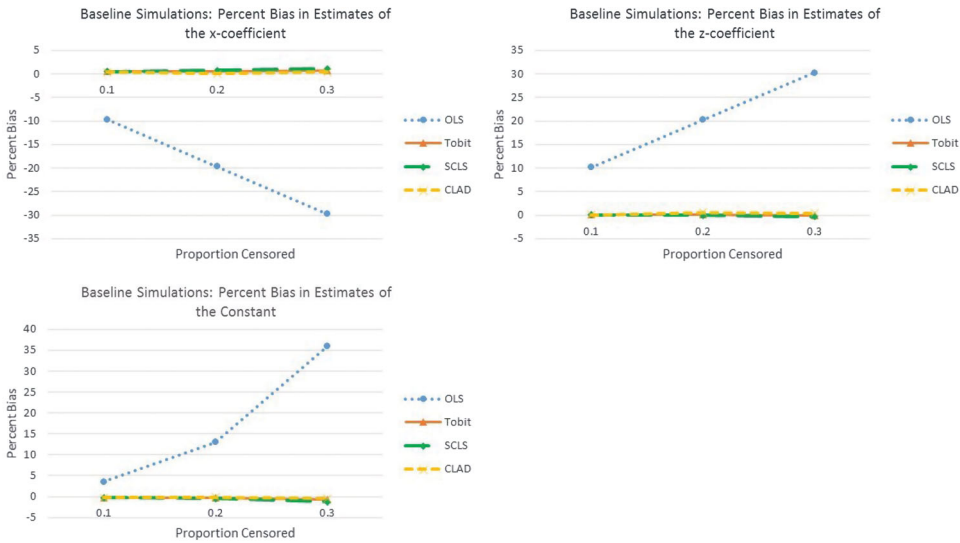 Baseline Simulations: Percent Bias in Estimates of
the x-coefficient
5
0
-5
-10
-15
-20
-25
-30
-35
0.1 0.2 0.3
Percent Bias
Proportion Censored
OLS
Tobit
SCLS
CLAD
Baseline Simulations: Percent Bias in Estimates of
the z-coefficient
35
30
25
20
15
10
5
0
-5
0.1 0.2 0.3
Percent Bias
Proportion Censored
OLS
Tobit
SCLS
CLAD
Baseline Simulations: Percent Bias in Estimates of
the Constant
40
35
30
25
20
15
10
5
0
-5
0.1 0.2 0.3
Percent Bias
Proportion Censored
OLS
Tobit
SCLS
CLAD